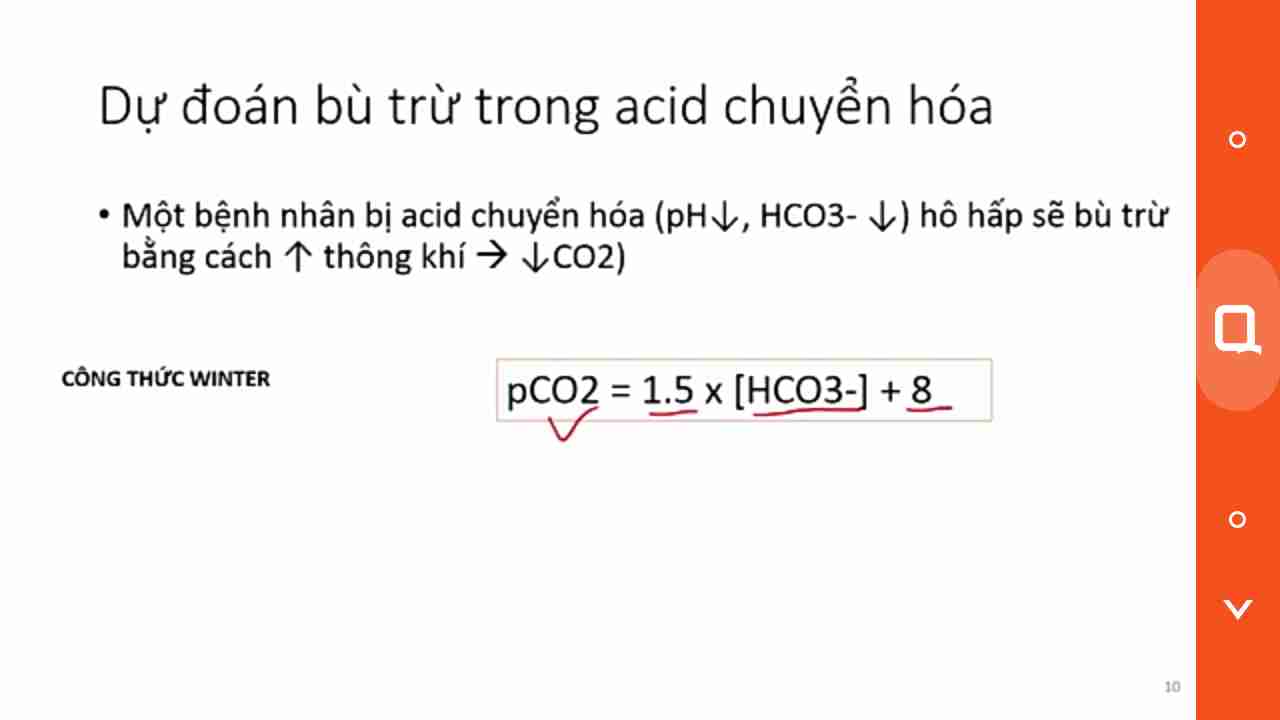 Dự đoán bù trừ trong acid chuyển hóa
• Một bệnh nhân bị acid chuyển hóa (pH↓, HCO3- ↓) hô hấp sẽ bù trừ
bằng cách ↑ thông khí → ↓CO2)
CÔNG THỨC WINTER
pCO2 = 1.5 x [HCO3-] + 8
10